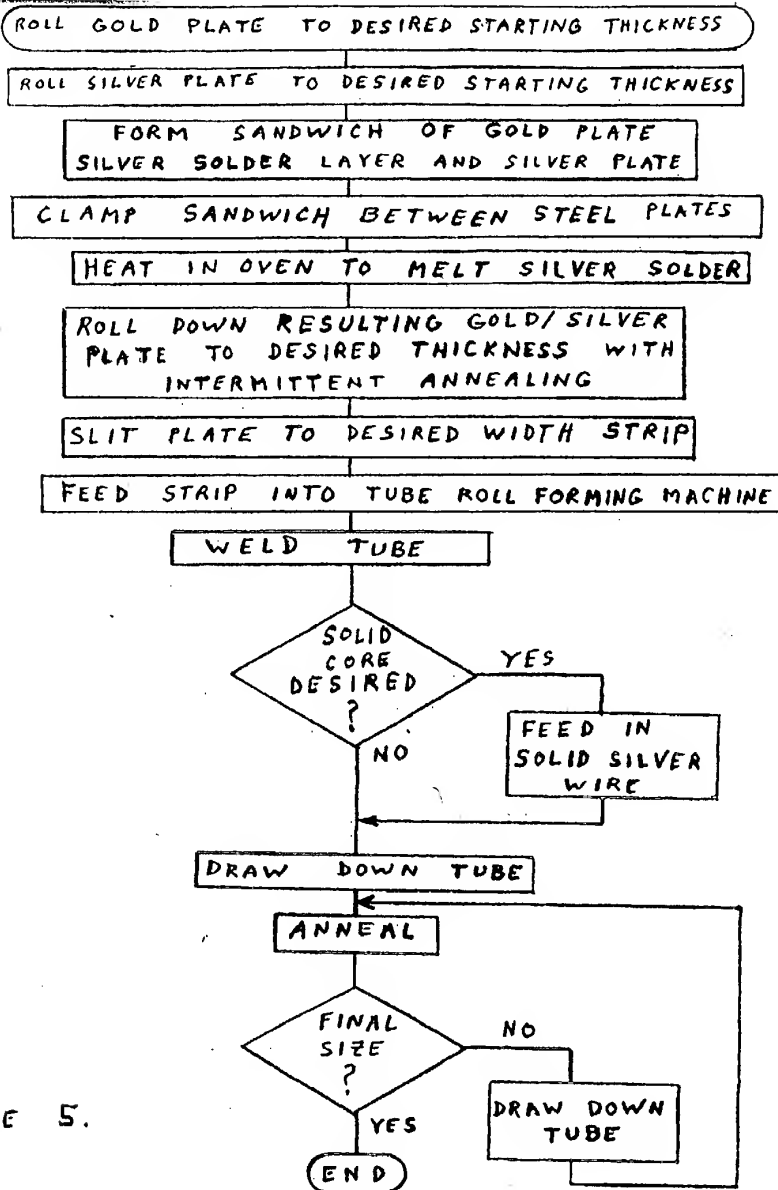 ROLL GOLD PLATE TO DESIRED STARTING THICKNESS
ROLL SILVER PLATE TO DESIRED STARTING THICKNESS
FORM SANDWICH OF GOLD PLATE
SILVER SOLDER LAYER AND SILVER PLATE
CLAMP SANDWICH BETWEEN STEEL PLATES
HEAT IN OVEN TO MELT SILVER SOLDER
ROLL DOWN RESULTING GOLD/SILVER
PLATE TO DESIRED THICKNESS WITH
INTERMITTENT ANNEALING
SLIT PLATE TO DESIRED WIDTH STRIP
FEED STRIP INTO TUBE ROLL FORMING MACHINE
WELD TUBE
SOLID
CORE
DESIRED
?
YES
FEED IN
SOLID SILVER
WIRE
NO
DRAW DOWN TUBE
ANNEAL
FINAL
SIZE
?
NO
DRAW DOWN
TUBE
YES
END
E 5.